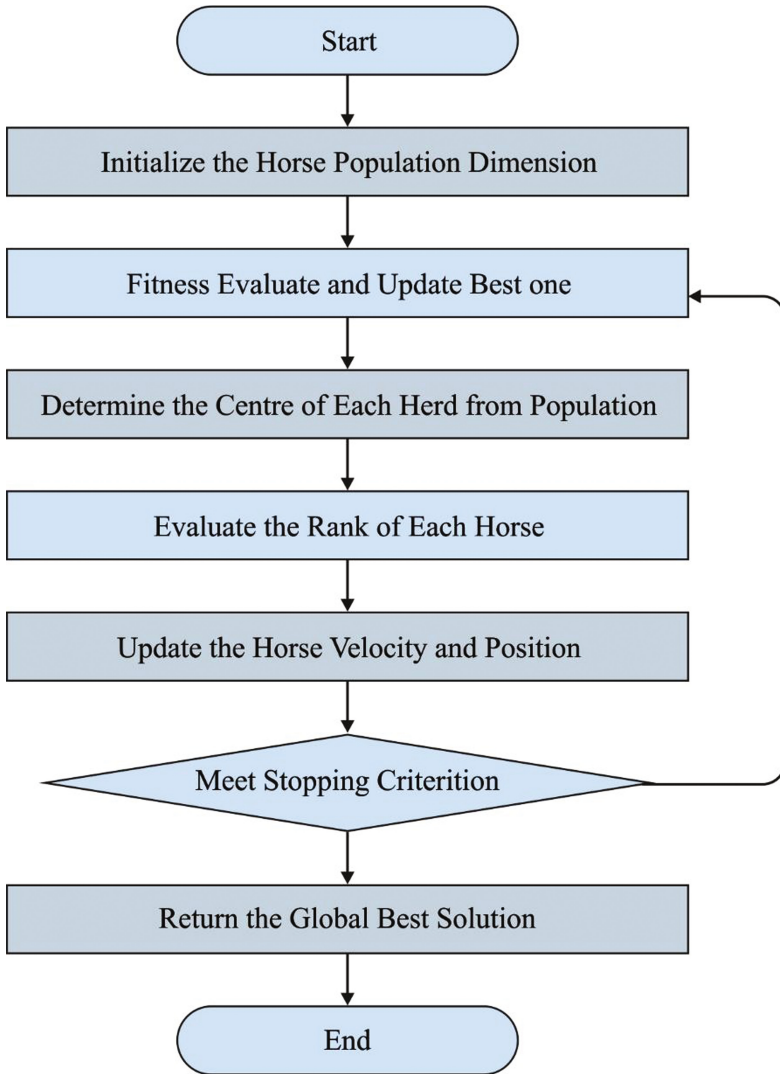 Start
Initialize the Horse Population Dimension
Fitness Evaluate and Update Best one
Determine the Centre of Each Herd from Population
Evaluate the Rank of Each Horse
Update the Horse Velocity and Position
Meet Stopping Criterition
Return the Global Best Solution
End